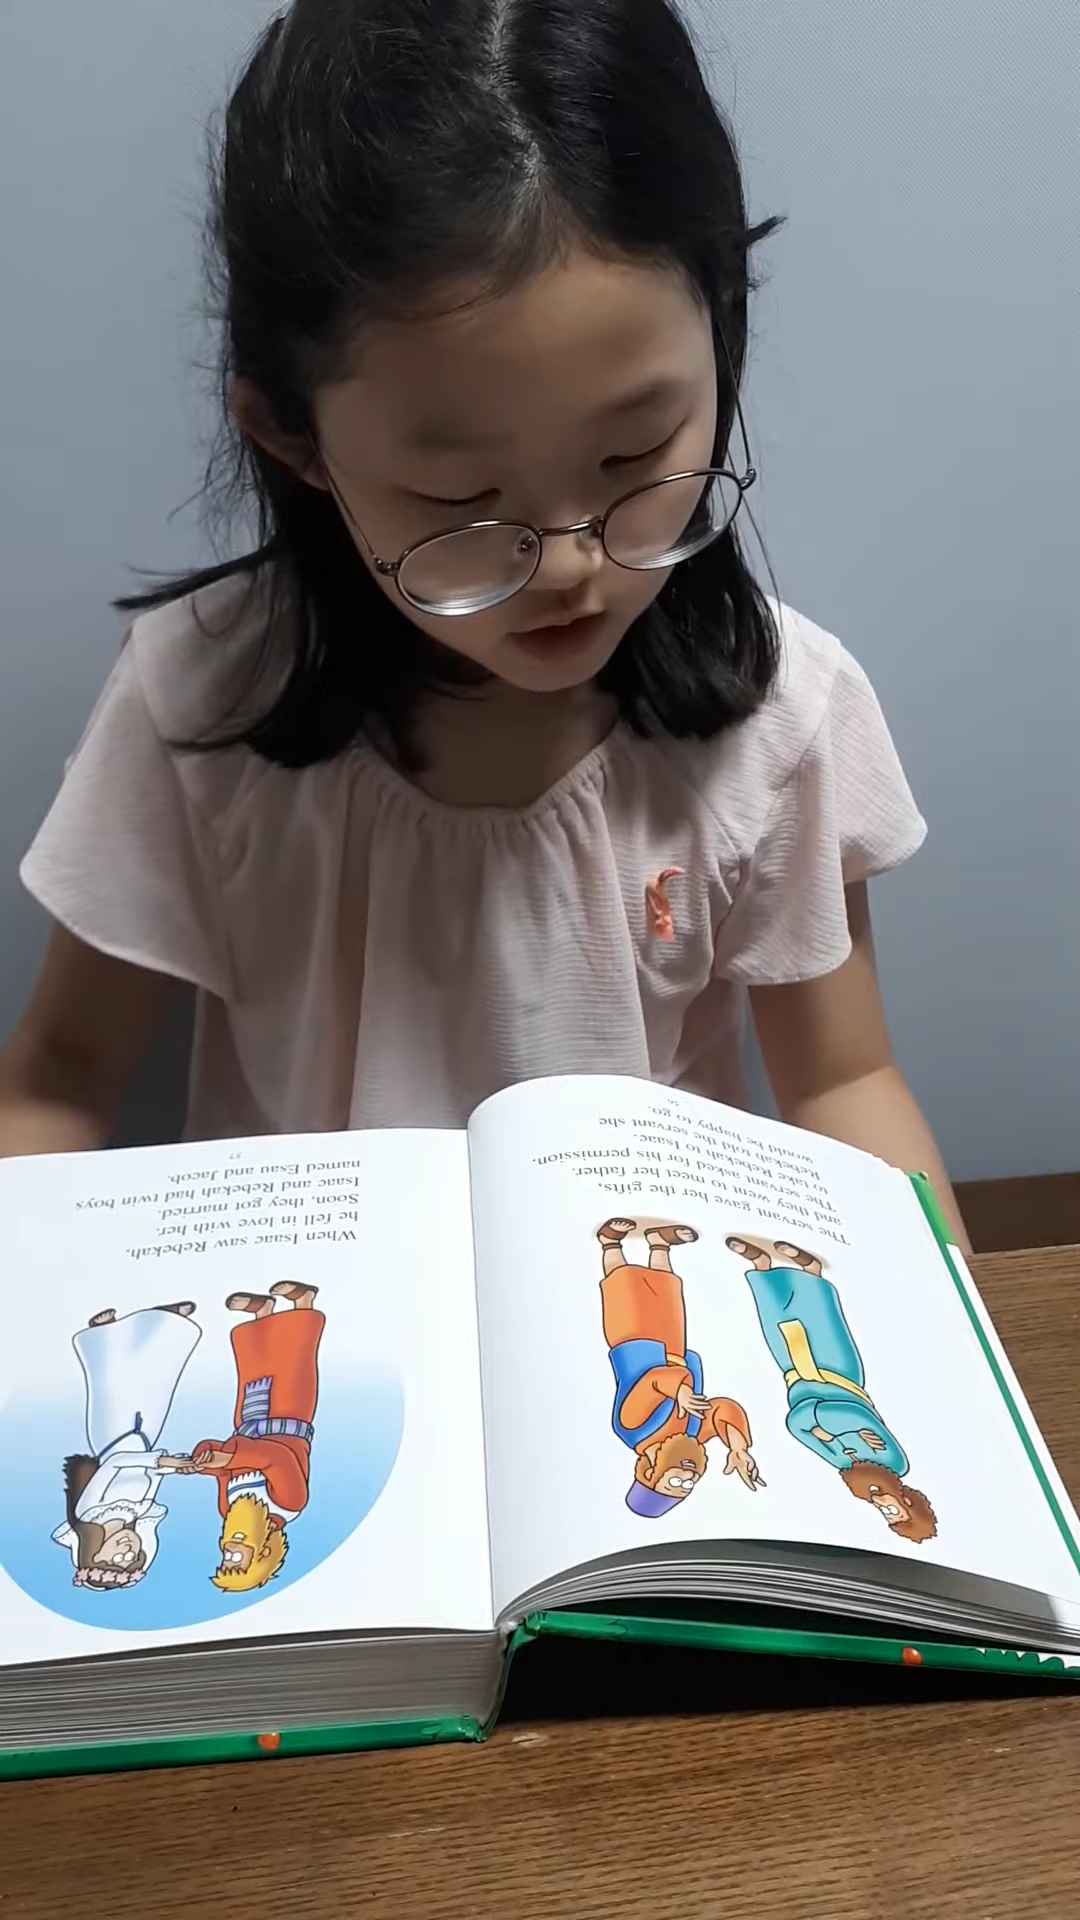 The servant gave her the gifts,
and they went to meet her father.
The servant asked for his permission
to take Rebekah to Isaac.
Rebekah told the servant she
would be happy to go.
56
When Isaac saw Rebekah,
he fell in love with her.
Soon, they got married.
Isaac and Rebekah had twin boys
named Esau and Jacob.
57